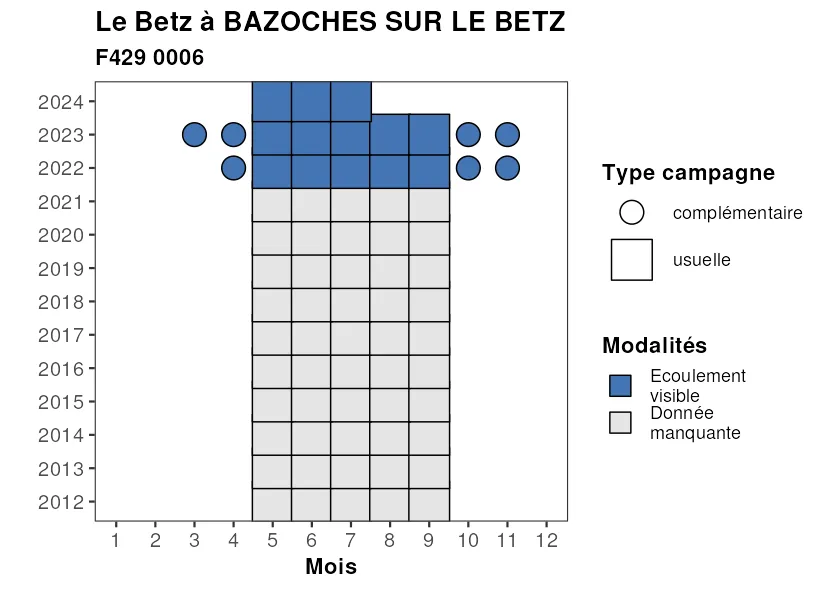 Le Betz à BAZOCHES SUR LE BETZ
F429 0006
2024
2023
2022
2021
2020
2019
2018
2017
2016
2015
2014
2013
2012
1 2 3 4 5 6 7 8 9 10 11 12
Mois
Type campagne
complémentaire
usuelle
Modalités
Ecoulement
visible
Donnée
manquante